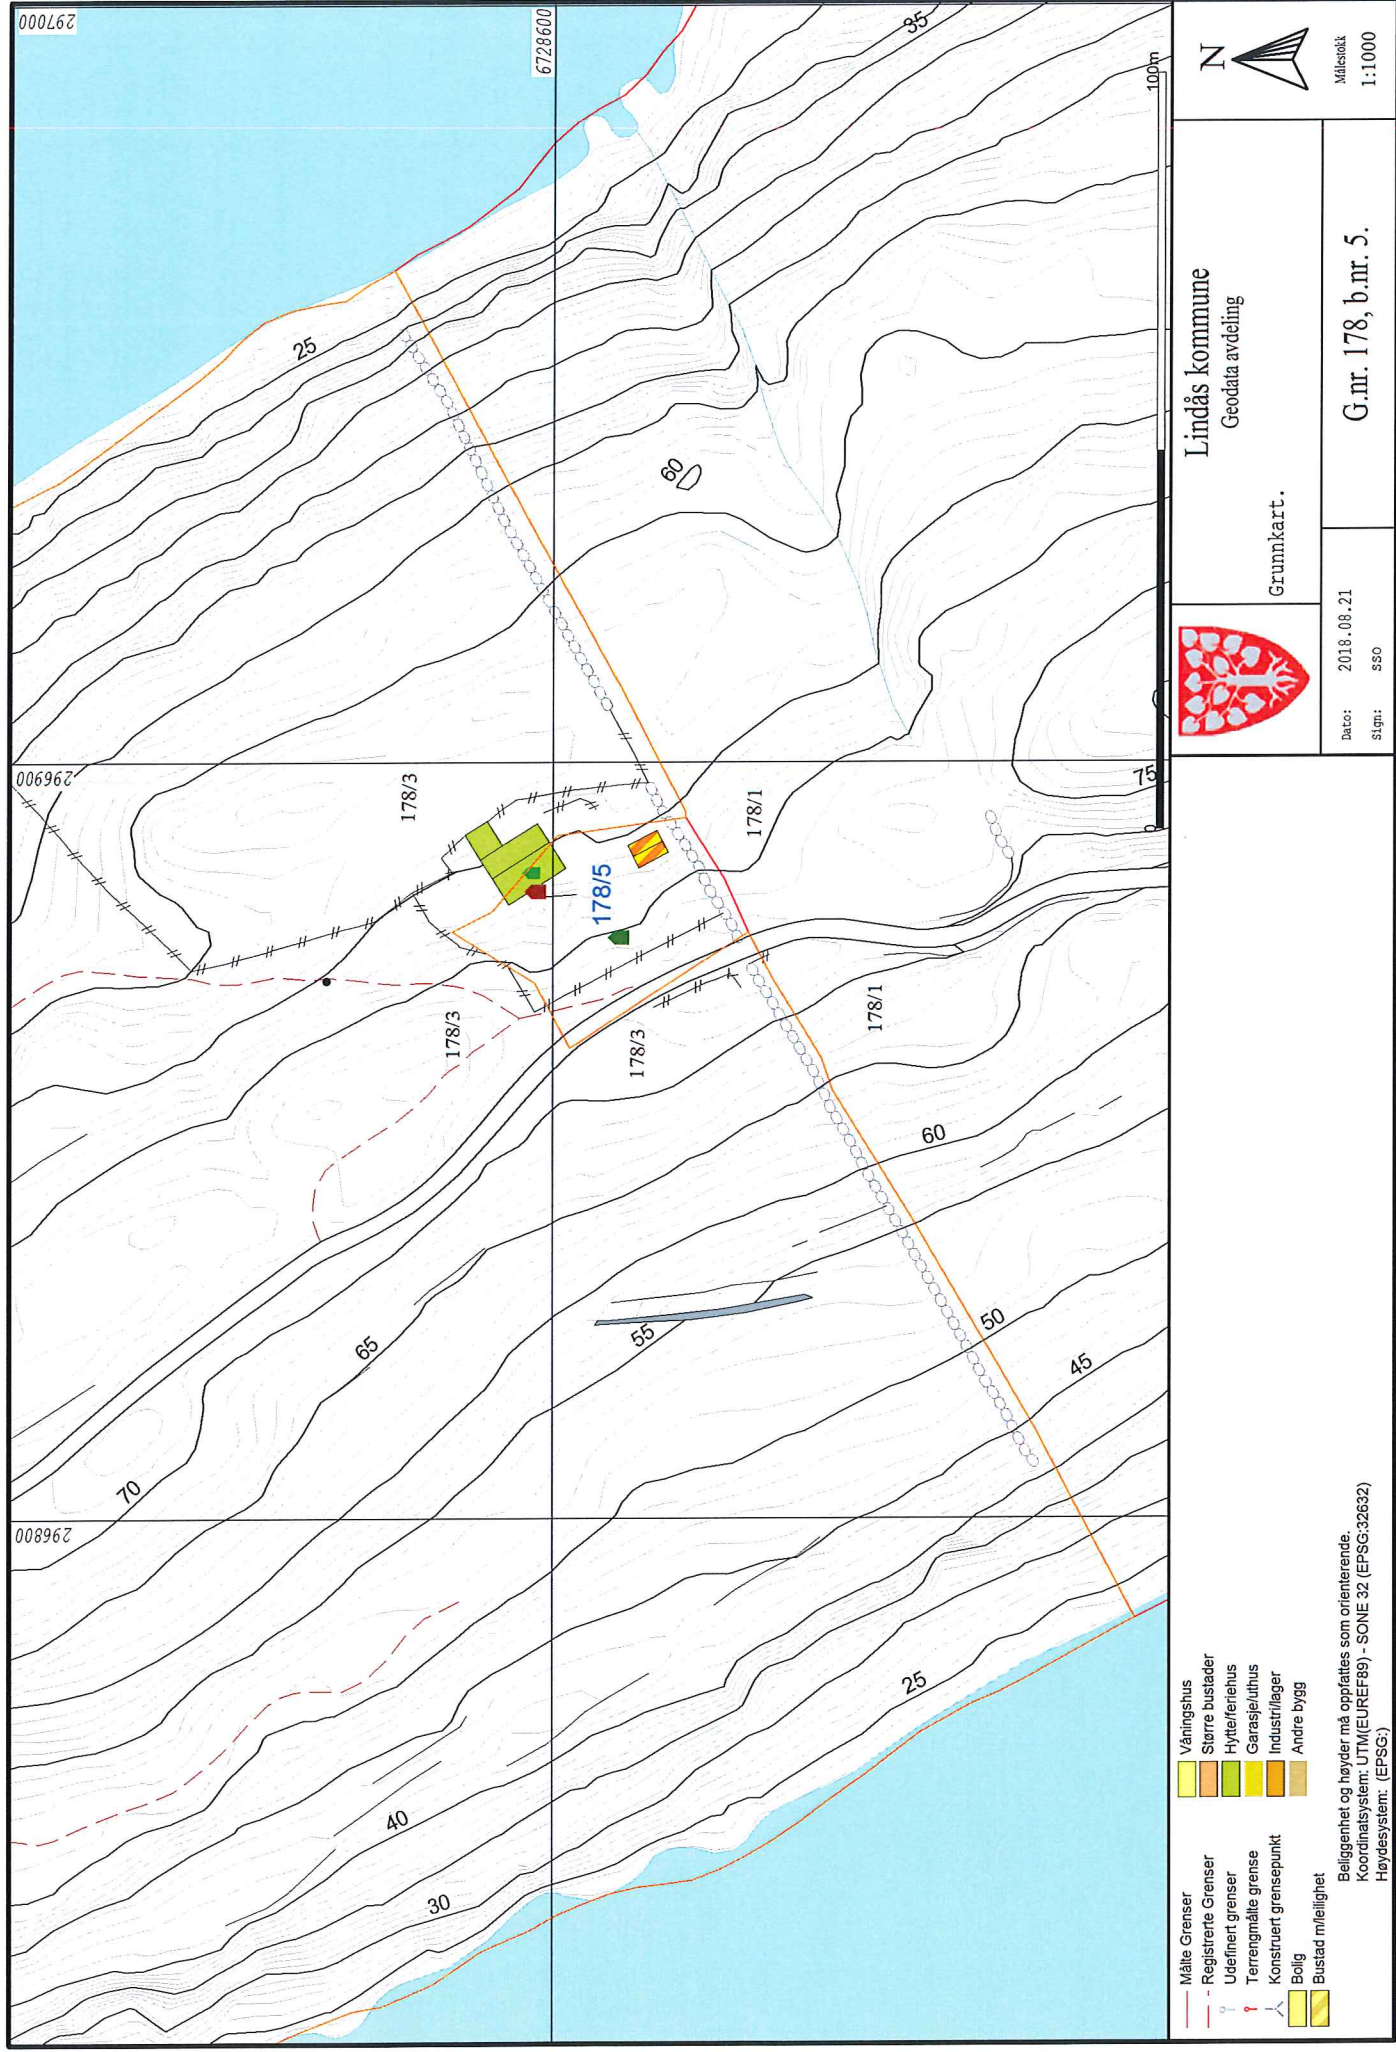 297000
6728600
296900
296800
35
25
60
75
178/3
178/1
178/5
178/3
178/3
178/1
60
50
45
55
65
70
25
40
30
100m
0
N
Målestokk
1:1000
Lindås kommune
Geodata avdeling
Grunnkart.
G.nr. 178, b.nr. 5.
Dato: 2018.08.21
Sign: sso
Målte Grenser
Registrerte Grenser
Udefinert grenser
Terrengmålte grense
Konstruert grensepunkt
Bolig
Bustad m/leilighet
Våningshus
Større bustader
Hytte/feriehus
Garasje/uthus
Industri/lager
Andre bygg
Beliggenhet og høyder må oppfattes som orienterende.
Koordinatsystem: UTM(EUREF89) - SONE 32 (EPSG:32632)
Høydesystem: (EPSG:)